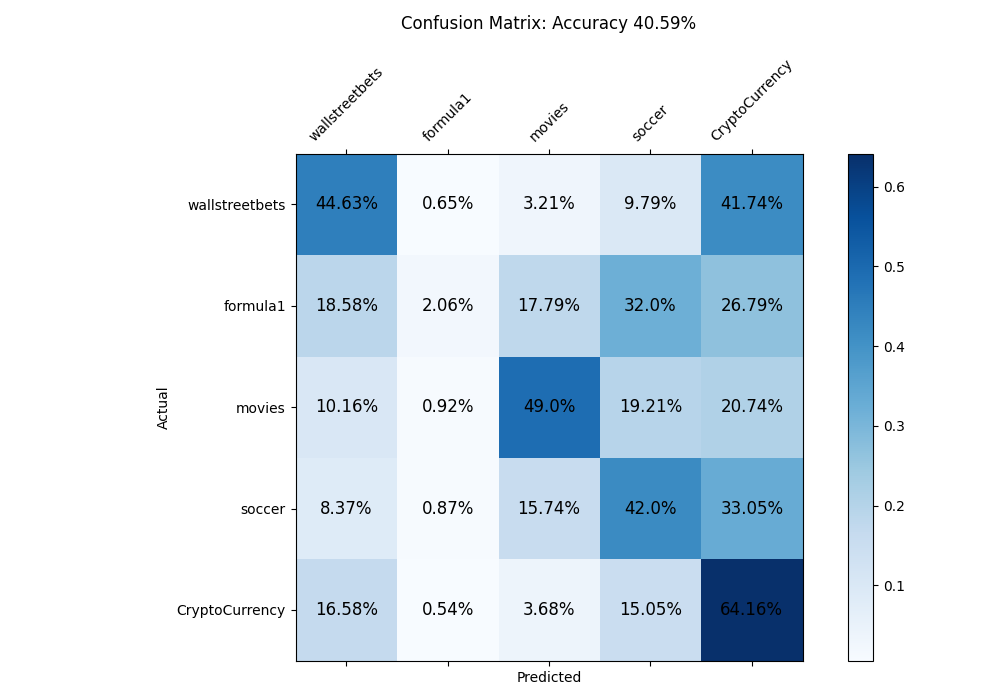 Confusion Matrix: Accuracy 40.59%
wallstreetbets
formula1
movies
soccer
CryptoCurrency
wallstreetbets 44.63% 0.65% 3.21% 9.79% 41.74%
formula1 18.58% 2.06% 17.79% 32.0% 26.79%
movies 10.16% 0.92% 49.0% 19.21% 20.74%
soccer 8.37% 0.87% 15.74% 42.0% 33.05%
CryptoCurrency 16.58% 0.54% 3.68% 15.05% 64.16%
Actual
Predicted
0.6
0.5
0.4
0.3
0.2
0.1